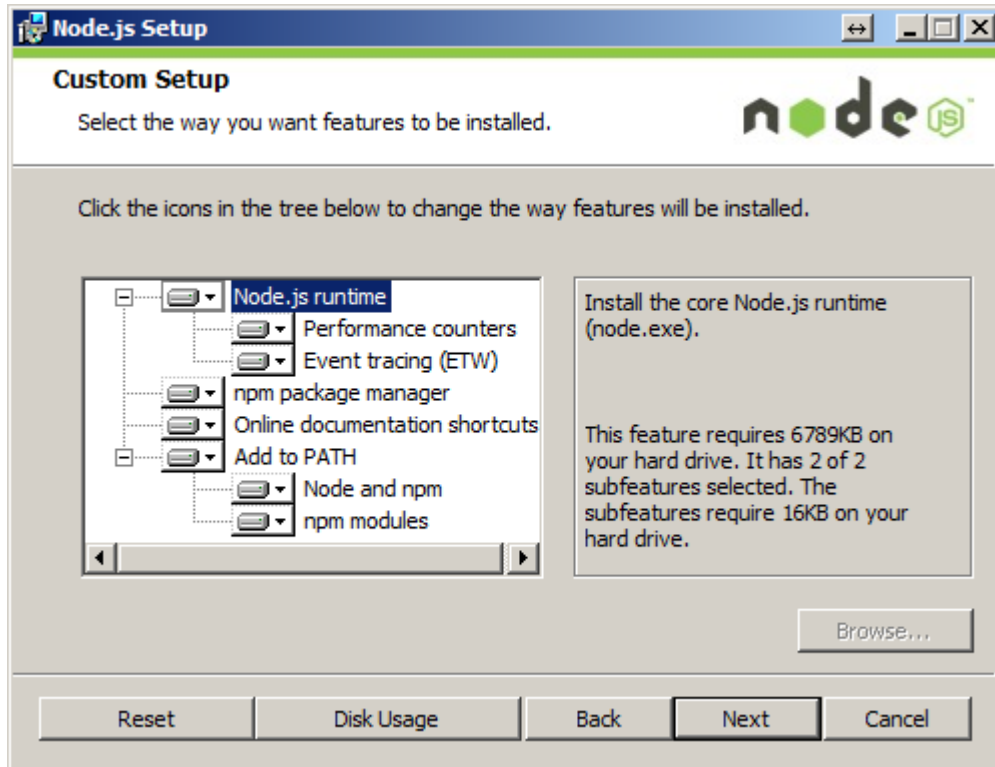 Node.js Setup
Custom Setup
Select the way you want features to be installed.
node JS™
Click the icons in the tree below to change the way features will be installed.
Node.js runtime
Performance counters
Event tracing (ETW)
npm package manager
Online documentation shortcuts
Add to PATH
Node and npm
npm modules
Install the core Node.js runtime
(node.exe).
This feature requires 6789KB on
your hard drive. It has 2 of 2
subfeatures selected. The
subfeatures require 16KB on your
hard drive.
Browse...
Reset
Disk Usage
Back
Next
Cancel